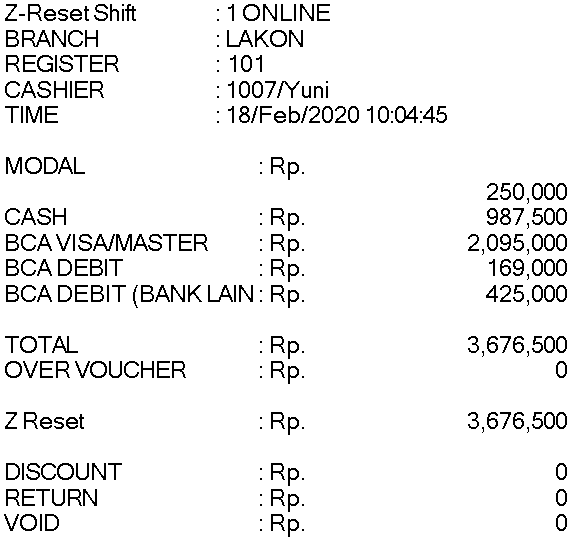 Z-Reset Shift : 1 ONLINE
BRANCH : LAKON
REGISTER : 101
CASHIER : 1007/Yuni
TIME : 18/Feb/2020 10:04:45
MODAL : Rp.
250,000
CASH : Rp. 987,500
BCA VISA/MASTER : Rp. 2,095,000
BCA DEBIT : Rp. 169,000
BCA DEBIT (BANK LAIN : Rp. 425,000
TOTAL : Rp. 3,676,500
OVER VOUCHER : Rp. 0
Z Reset : Rp. 3,676,500
DISCOUNT : Rp. 0
RETURN : Rp. 0
VOID : Rp. 0